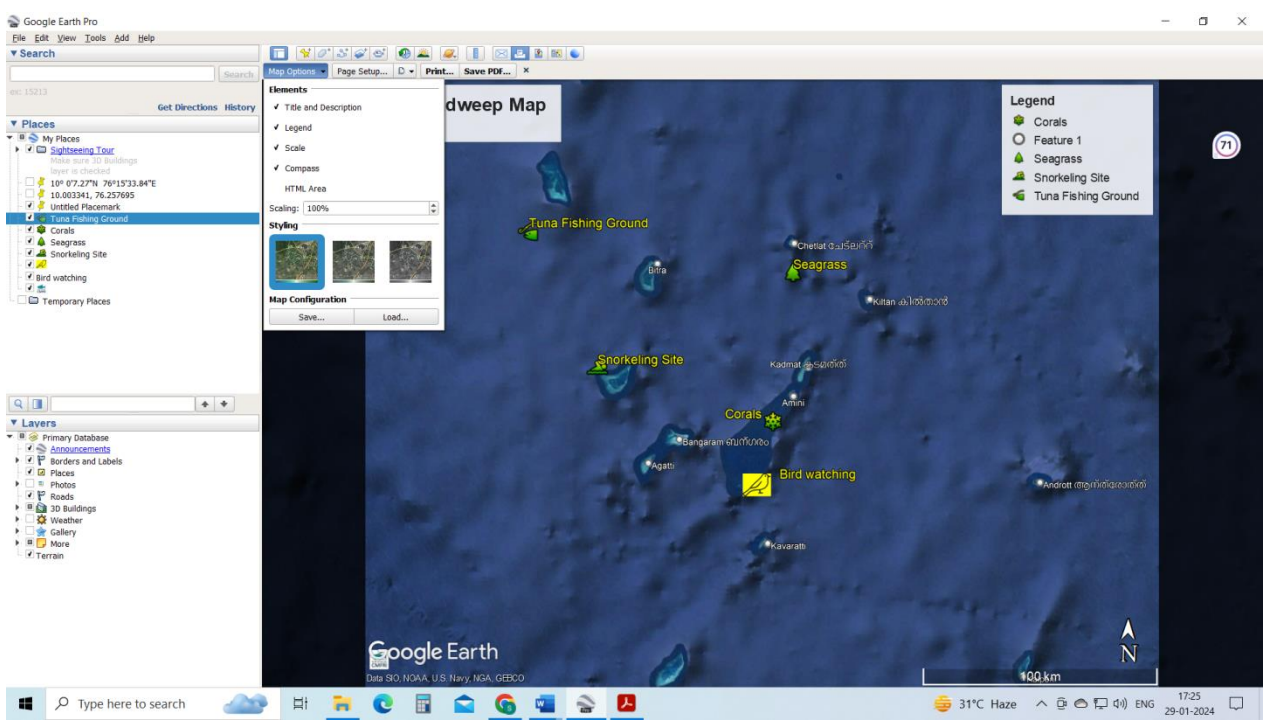 Google Earth Pro
File Edit View Tools Add Help
Search
Search
ex: 15213
Get Directions History
Places
My Places
Sightseeing Tour
Make sure 3D Buildings
layer is checked
10° 0'7.27"N 76°15'33.84"E
10.003341, 76.257695
Untitled Placemark
Tuna Fishing Ground
Corals
Seagrass
Snorkeling Site
Bird watching
Temporary Places
Layers
Primary Database
Announcements
Borders and Labels
Places
Photos
Roads
3D Buildings
Weather
Gallery
More
Terrain
Map Options Page Setup... Print... Save PDF...
Elements
Title and Description
Legend
Scale
Compass
HTML Area
Scaling: 100%
Styling
Map Configuration
Save... Load...
dweep Map
Legend
Corals
Feature 1
Seagrass
Snorkeling Site
Tuna Fishing Ground
71
Tuna Fishing Ground
Chetlat ചേട്ലറ്റ്
Seagrass
Bitra
Kiltan കിൽതാൻ
Snorkeling Site
Kadmat കടമത്ത്
Amini
Corals
Bangaram ബന്ഗരം
Agatti
Bird watching
Andrott
Kavaratti
Google Earth
Data SIO, NOAA, U.S. Navy, NGA, GEBCO
N
100 km
Type here to search
31°C Haze
ENG
17:25
29-01-2024